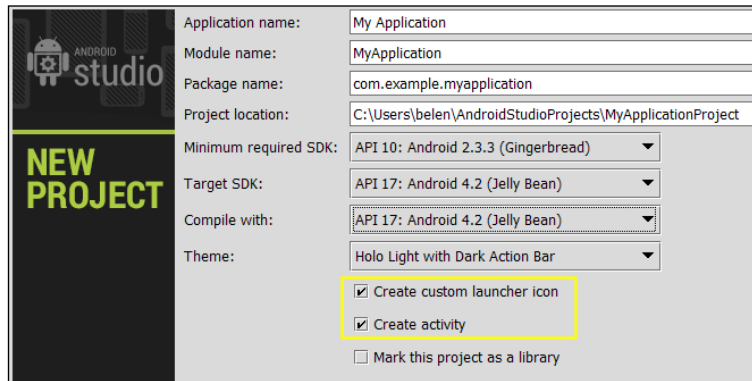 ANDROID
studio
NEW
PROJECT
Application name: My Application
Module name: MyApplication
Package name: com.example.myapplication
Project location: C:\Users\belen\AndroidStudioProjects\MyApplicationProject
Minimum required SDK: API 10: Android 2.3.3 (Gingerbread)
Target SDK: API 17: Android 4.2 (Jelly Bean)
Compile with: API 17: Android 4.2 (Jelly Bean)
Theme: Holo Light with Dark Action Bar
Create custom launcher icon
Create activity
Mark this project as a library